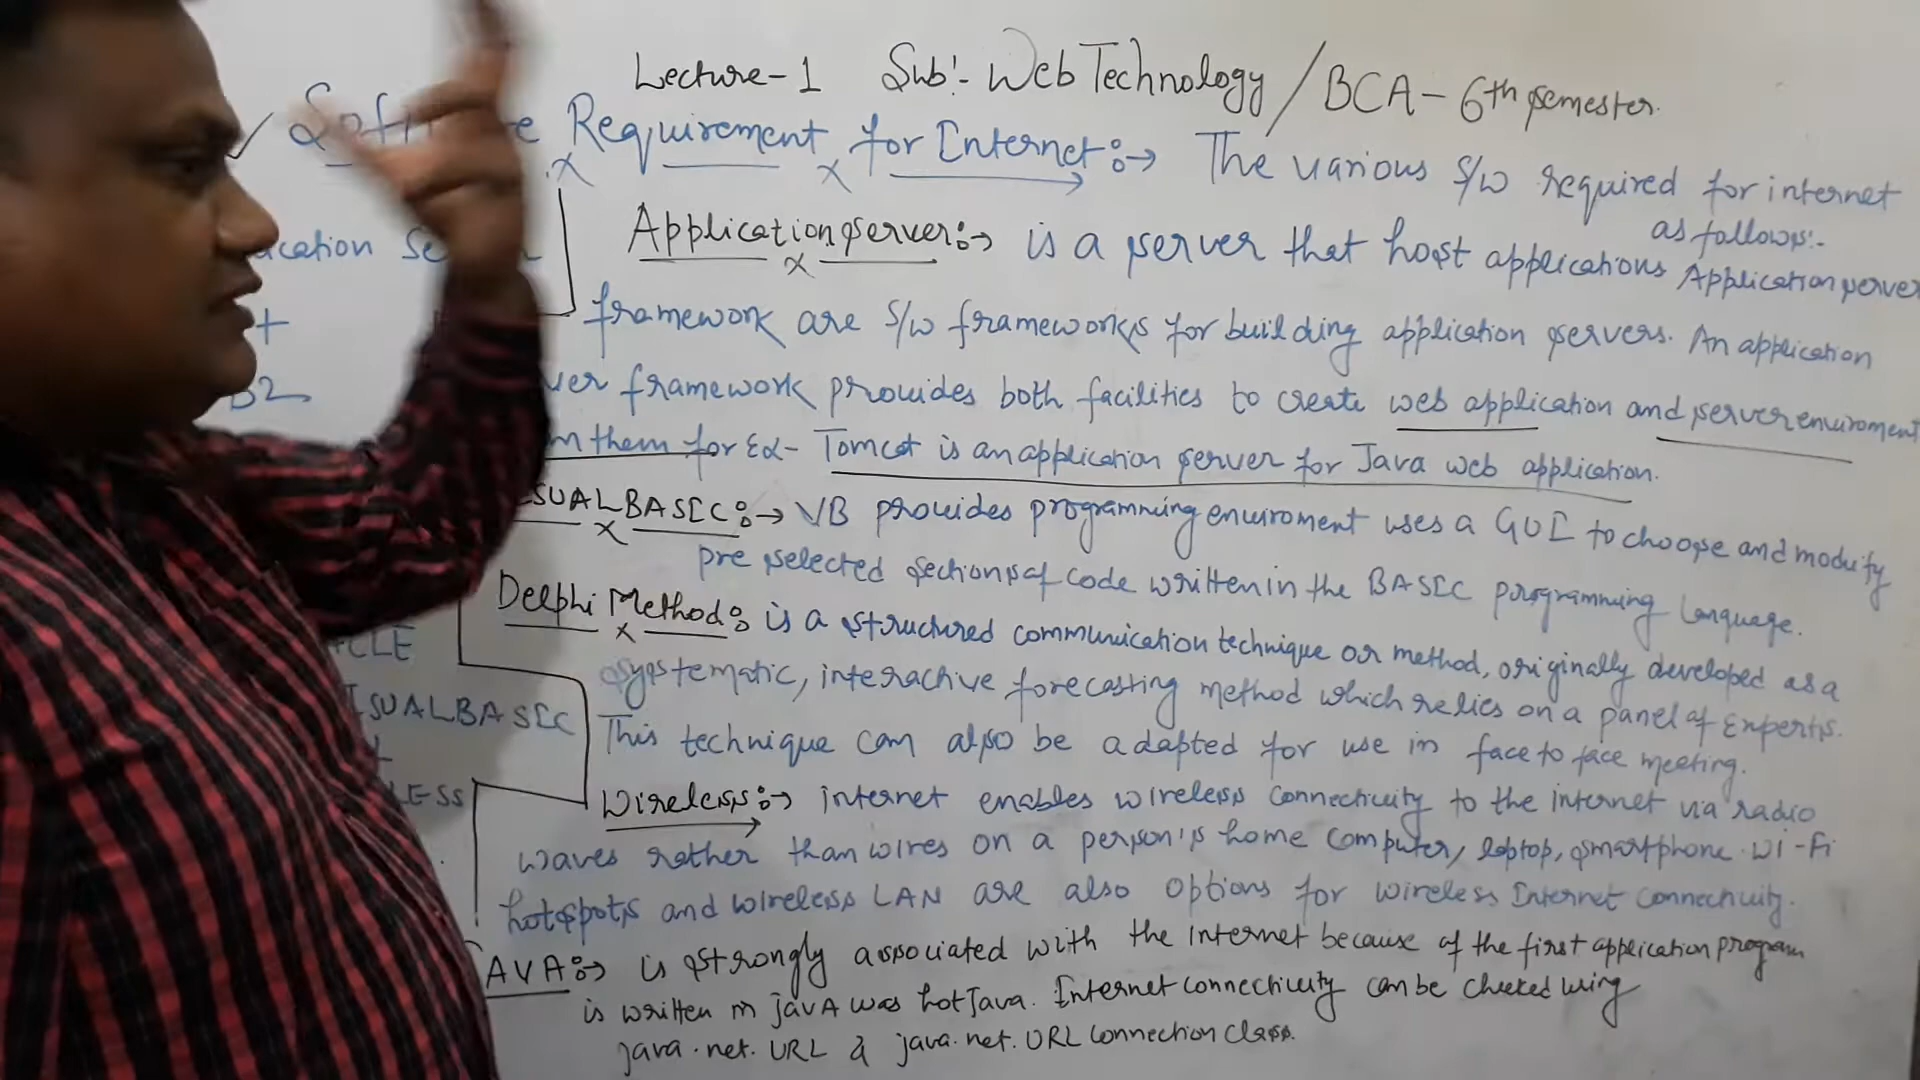 Lecture-1 Sub:- Web Technology / BCA - 6th semester.
Requirement for Internet:→ The various S/W required for internet
as follows:-
Application server:→ is a server that host applications Application server
framework are S/W frameworks for building application servers. An application
framework provides both facilities to create web application and server enviroment
them for Ex- Tomcat is an application server for Java web application.
SUALBASIC:→ VB provides programming enviroment uses a GUI to choose and modify
pre selected sections of code written in the BASIC programming language.
Delphi Method: is a structured communication technique or method, originally developed as a
systematic, interactive forecasting method which relies on a panel of Experts.
This technique can also be adapted for use in face to face meeting.
Wireless:→ internet enables wireless connectivity to the internet via radio
waves rather than wires on a person's home computer, laptop, smartphone. Wi-Fi
hotspots and wireless LAN are also options for wireless Internet connectivity.
AVA:→ is strongly associated with the internet because of the first application program
is written in javA was hotJava. Internet connectivity can be checked using
java.net.URL & java.net.URL connection class.
ication Se
+
B2
CLE
ISUALBASIC
LESS